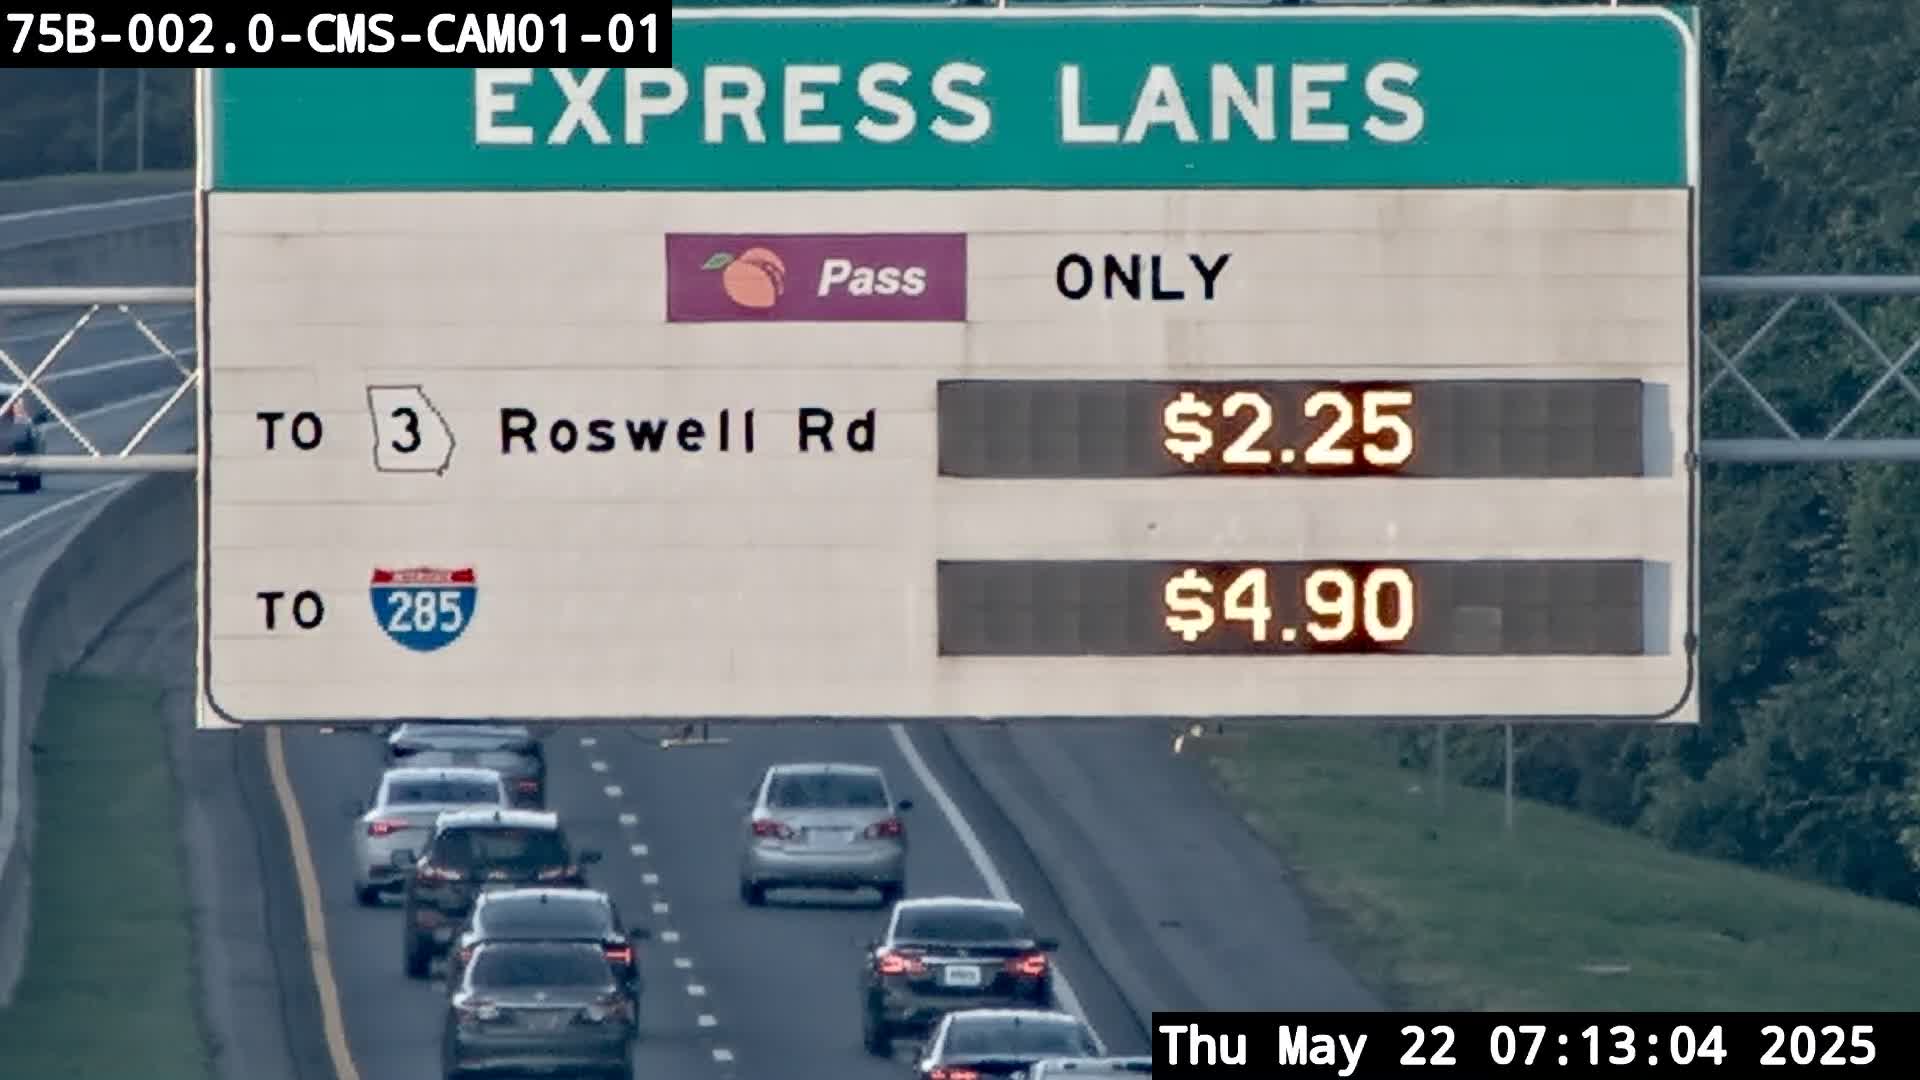 75B-002.0-CMS-CAM01-01
EXPRESS LANES
Pass ONLY
TO 3 Roswell Rd $2.25
TO 285 $4.90
Thu May 22 07:13:04 2025